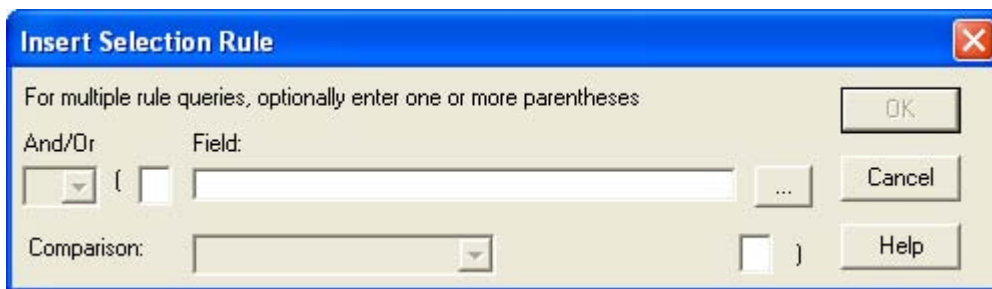 Insert Selection Rule
For multiple rule queries, optionally enter one or more parentheses
OK
And/Or Field:
(
... Cancel
Comparison: ) Help